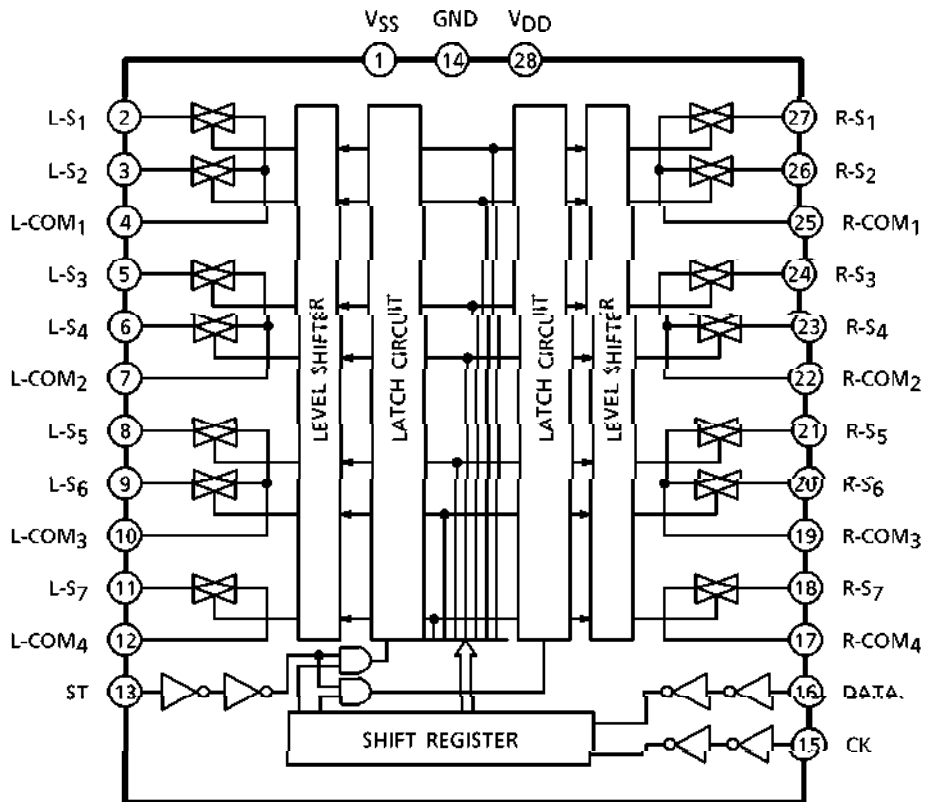 VSS GND VDD
1 14 28
L-S1 2 27 R-S1
L-S2 3 26 R-S2
L-COM1 4 25 R-COM1
L-S3 5 24 R-S3
L-S4 6 23 R-S4
L-COM2 7 22 R-COM2
L-S5 8 21 R-S5
L-S6 9 20 R-S6
L-COM3 10 19 R-COM3
L-S7 11 18 R-S7
L-COM4 12 17 R-COM4
LEVEL SHIFTER
LATCH CIRCUIT
LATCH CIRCUIT
LEVEL SHIFTER
ST 13 16 DATA
SHIFT REGISTER
15 CK